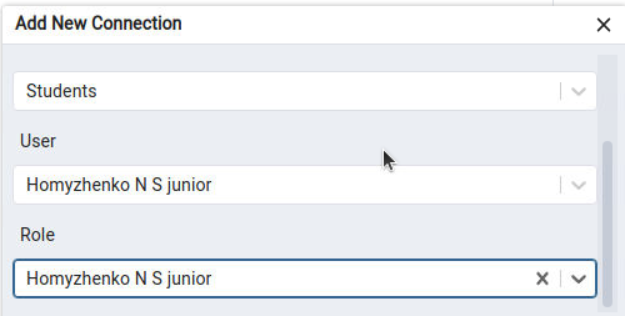 Add New Connection
Students
User
Homyzhenko N S junior
Role
Homyzhenko N S junior